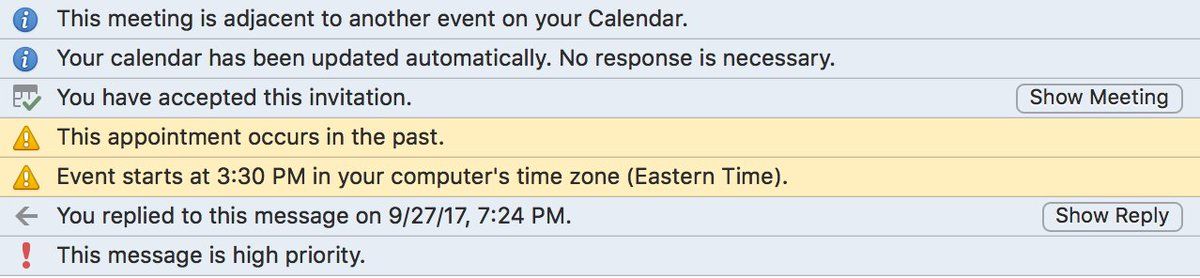 This meeting is adjacent to another event on your Calendar.
Your calendar has been updated automatically. No response is necessary.
You have accepted this invitation. Show Meeting
This appointment occurs in the past.
Event starts at 3:30 PM in your computer's time zone (Eastern Time).
You replied to this message on 9/27/17, 7:24 PM. Show Reply
This message is high priority.